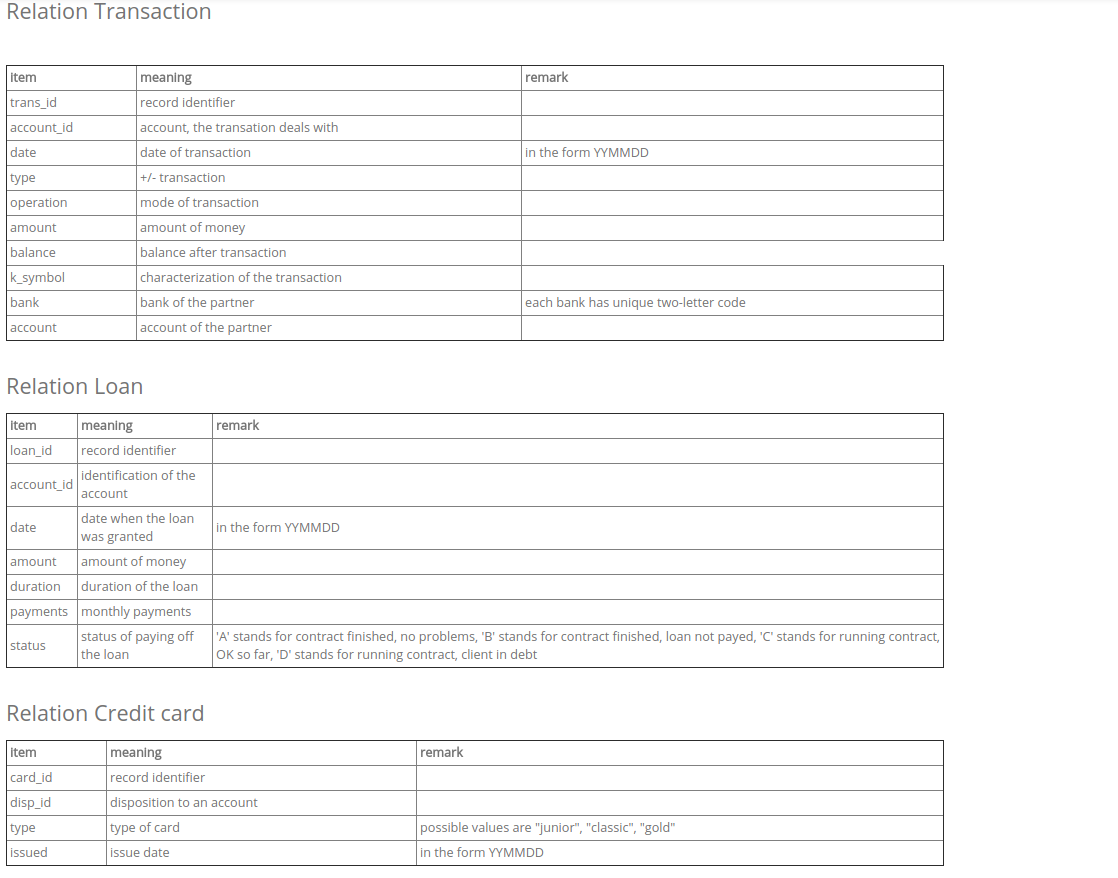 Relation Transaction
item meaning remark
trans_id record identifier
account_id account, the transation deals with
date date of transaction in the form YYMMDD
type +/- transaction
operation mode of transaction
amount amount of money
balance balance after transaction
k_symbol characterization of the transaction
bank bank of the partner each bank has unique two-letter code
account account of the partner
Relation Loan
item meaning remark
loan_id record identifier
account_id identification of the
account
date date when the loan
was granted in the form YYMMDD
amount amount of money
duration duration of the loan
payments monthly payments
status status of paying off
the loan 'A' stands for contract finished, no problems, 'B' stands for contract finished, loan not payed, 'C' stands for running contract,
OK so far, 'D' stands for running contract, client in debt
Relation Credit card
item meaning remark
card_id record identifier
disp_id disposition to an account
type type of card possible values are "junior", "classic", "gold"
issued issue date in the form YYMMDD